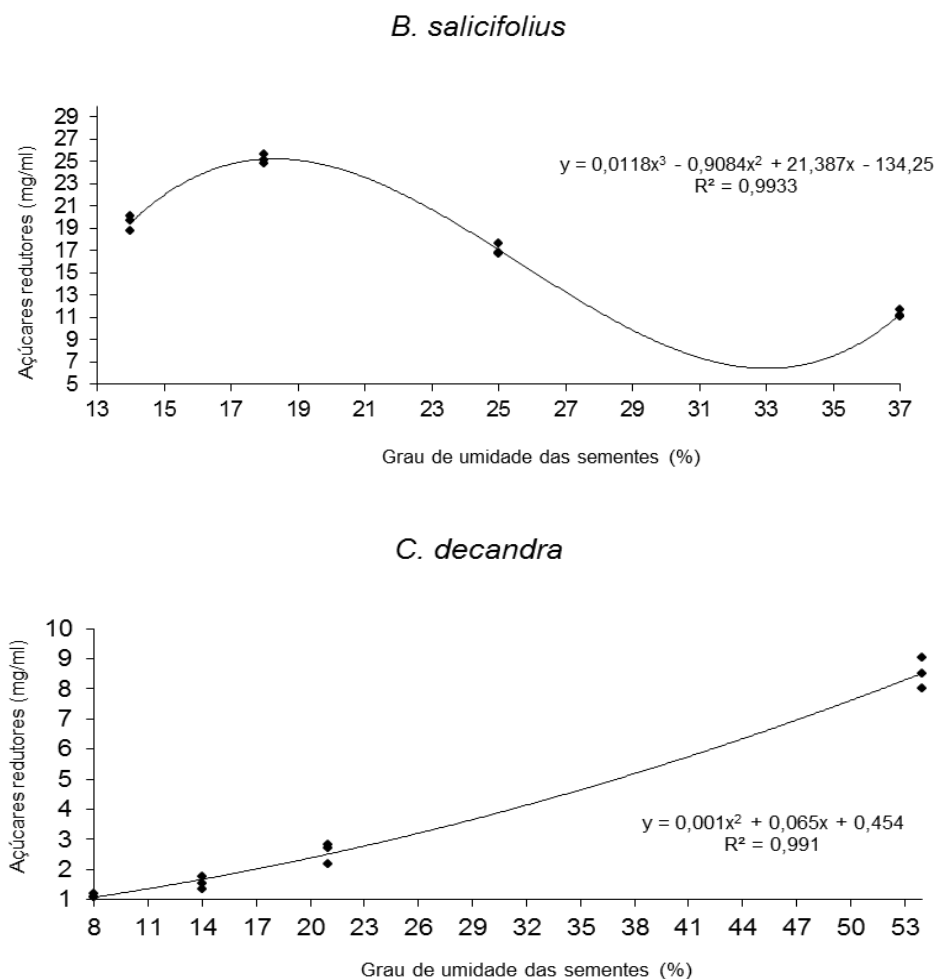 B. salicifolius
29
27
25
23
21
19
17
15
13
11
9
7
5
Açúcares redutores (mg/ml)
y = 0,0118x³ - 0,9084x² + 21,387x - 134,25
R² = 0,9933
13 15 17 19 21 23 25 27 29 31 33 35 37
Grau de umidade das sementes (%)
C. decandra
10
9
8
7
6
5
4
3
2
1
Açúcares redutores (mg/ml)
y = 0,001x² + 0,065x + 0,454
R² = 0,991
8 11 14 17 20 23 26 29 32 35 38 41 44 47 50 53
Grau de umidade das sementes (%)